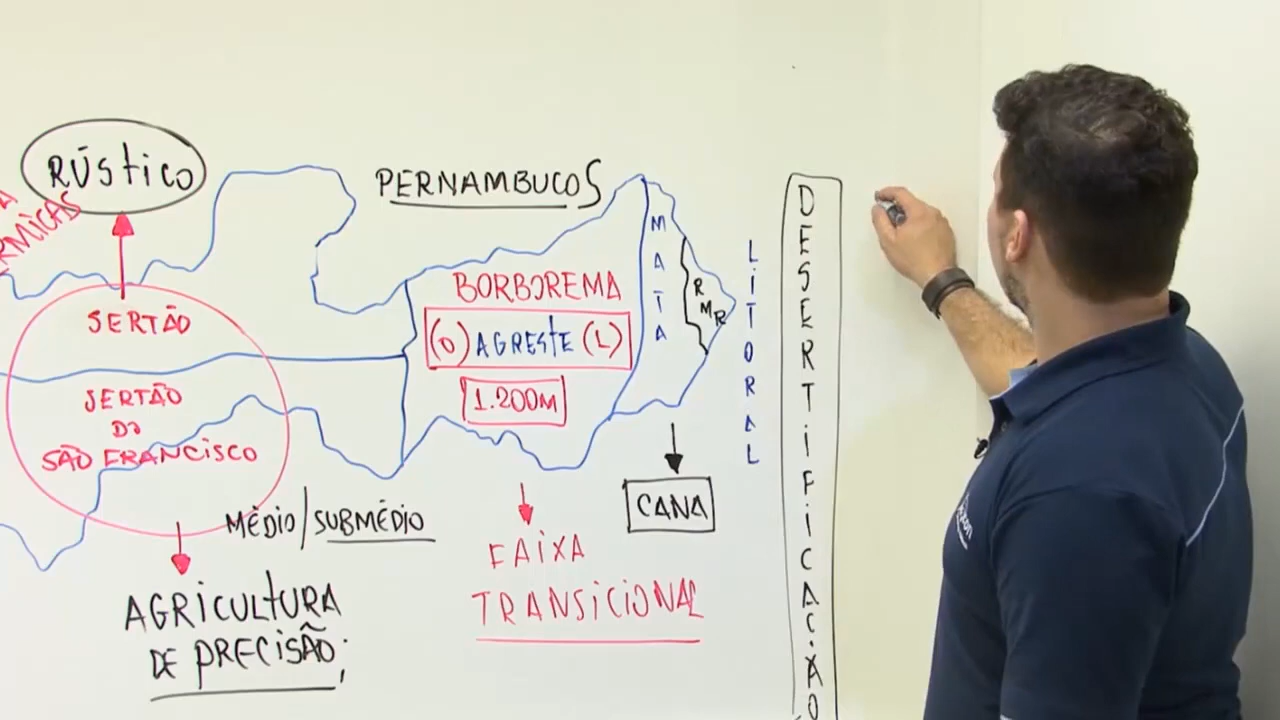 RÚSTICO
PERNAMBUCOS
RMICAS
SERTÃO
SERTÃO
DO
SÃO FRANCISCO
MÉDIO/SUBMÉDIO
AGRICULTURA
DE PRECISÃO;
BORBOREMA
(O) AGRESTE (L)
1.200M
FAIXA
TRANSICIONAL
MATA
RMR
CANA
LITORAL
DESERTIFICAÇÃO